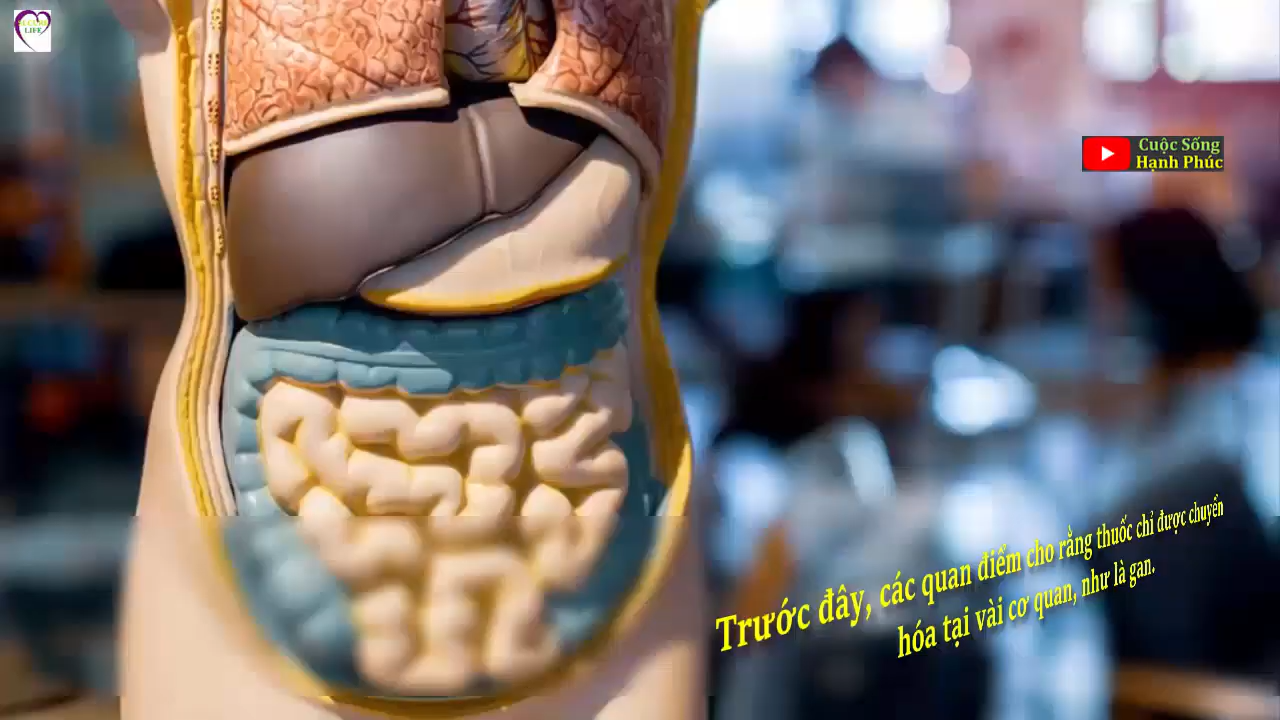 LIFE
Cuộc Sống
Hạnh Phúc
Trước đây, các quan điểm cho rằng thuốc chỉ được chuyển
hóa tại vài cơ quan, như là gan.